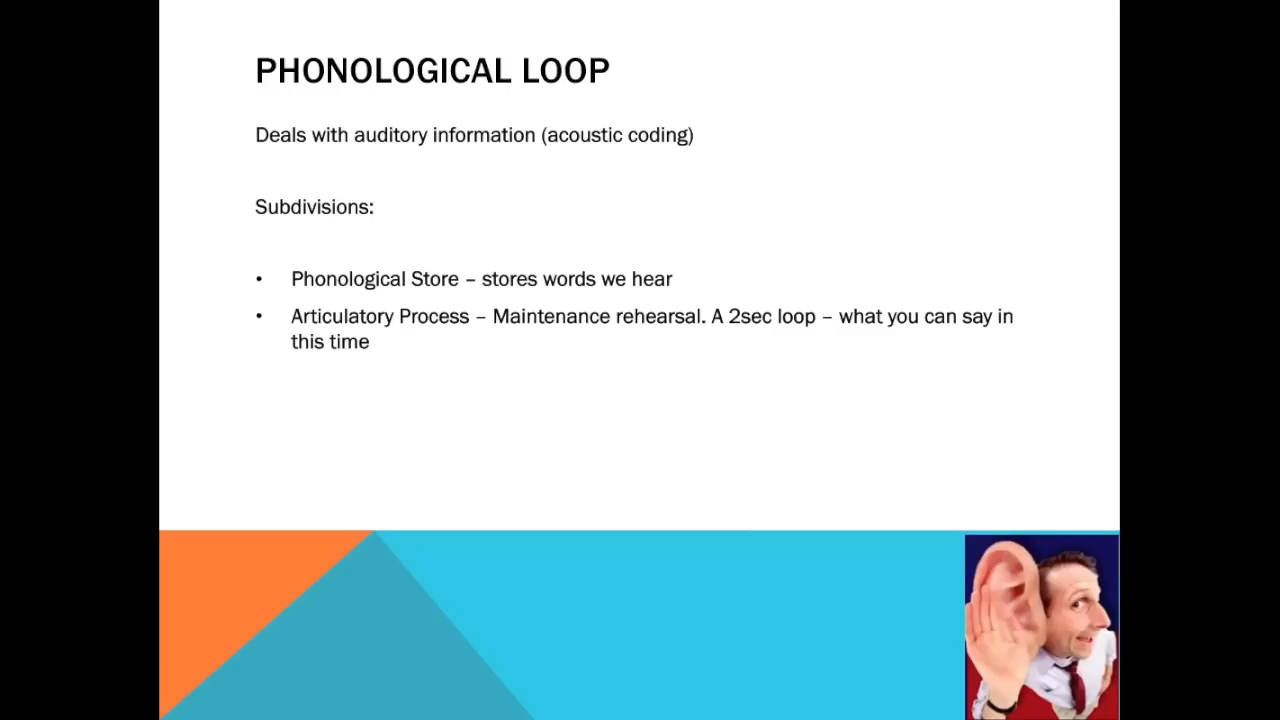 PHONOLOGICAL LOOP
Deals with auditory information (acoustic coding)
Subdivisions:
• Phonological Store – stores words we hear
• Articulatory Process – Maintenance rehearsal. A 2sec loop – what you can say in
this time